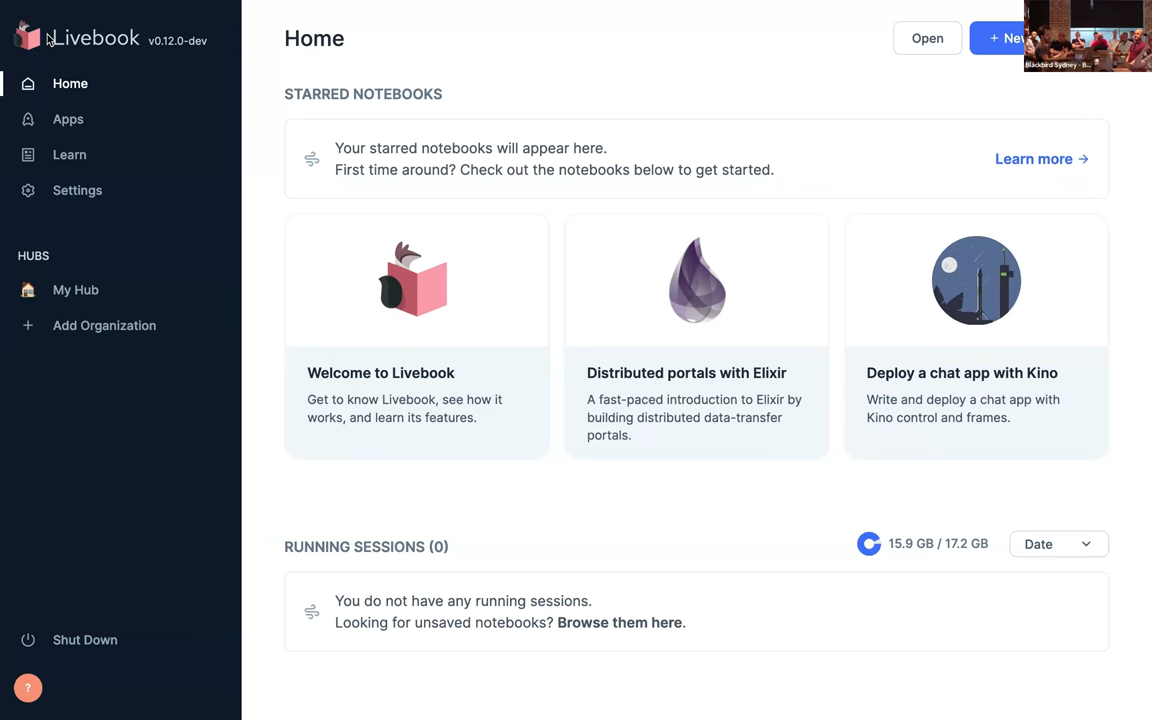 Livebook v0.12.0-dev
Home
Apps
Learn
Settings
HUBS
My Hub
Add Organization
Shut Down
?
Home
Open
+ New
Blackbird Sydney - B...
STARRED NOTEBOOKS
Your starred notebooks will appear here.
First time around? Check out the notebooks below to get started.
Learn more →
Welcome to Livebook
Get to know Livebook, see how it
works, and learn its features.
Distributed portals with Elixir
A fast-paced introduction to Elixir by
building distributed data-transfer
portals.
Deploy a chat app with Kino
Write and deploy a chat app with
Kino control and frames.
RUNNING SESSIONS (0)
15.9 GB / 17.2 GB
Date
You do not have any running sessions.
Looking for unsaved notebooks? Browse them here.